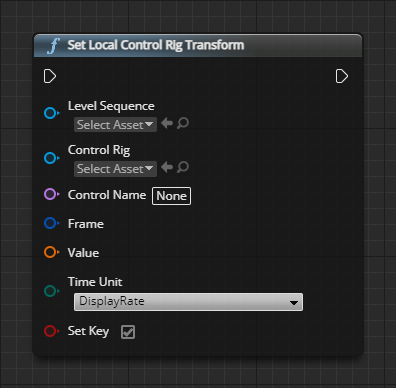 f Set Local Control Rig Transform
Level Sequence
Select Asset
Control Rig
Select Asset
Control Name None
Frame
Value
Time Unit
DisplayRate
Set Key